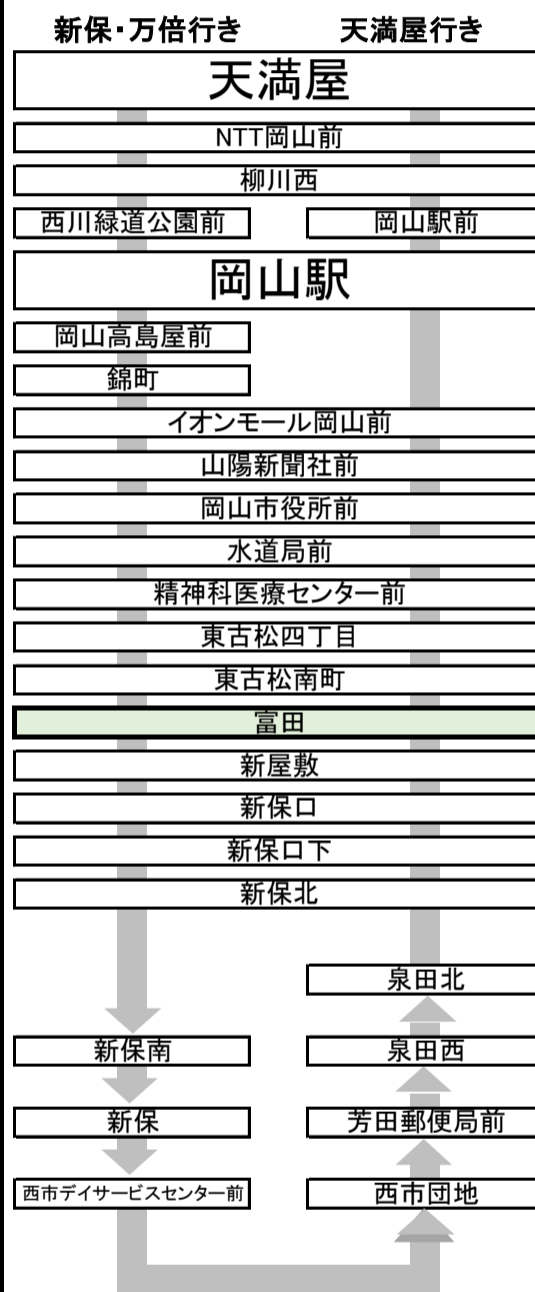 新保・万倍行き 天満屋行き
天満屋
NTT岡山前
柳川西
西川緑道公園前 岡山駅前
岡山駅
岡山高島屋前
錦町
イオンモール岡山前
山陽新聞社前
岡山市役所前
水道局前
精神科医療センター前
東古松四丁目
東古松南町
富田
新屋敷
新保口
新保口下
新保北
泉田北
新保南 泉田西
新保 芳田郵便局前
西市デイサービスセンター前 西市団地